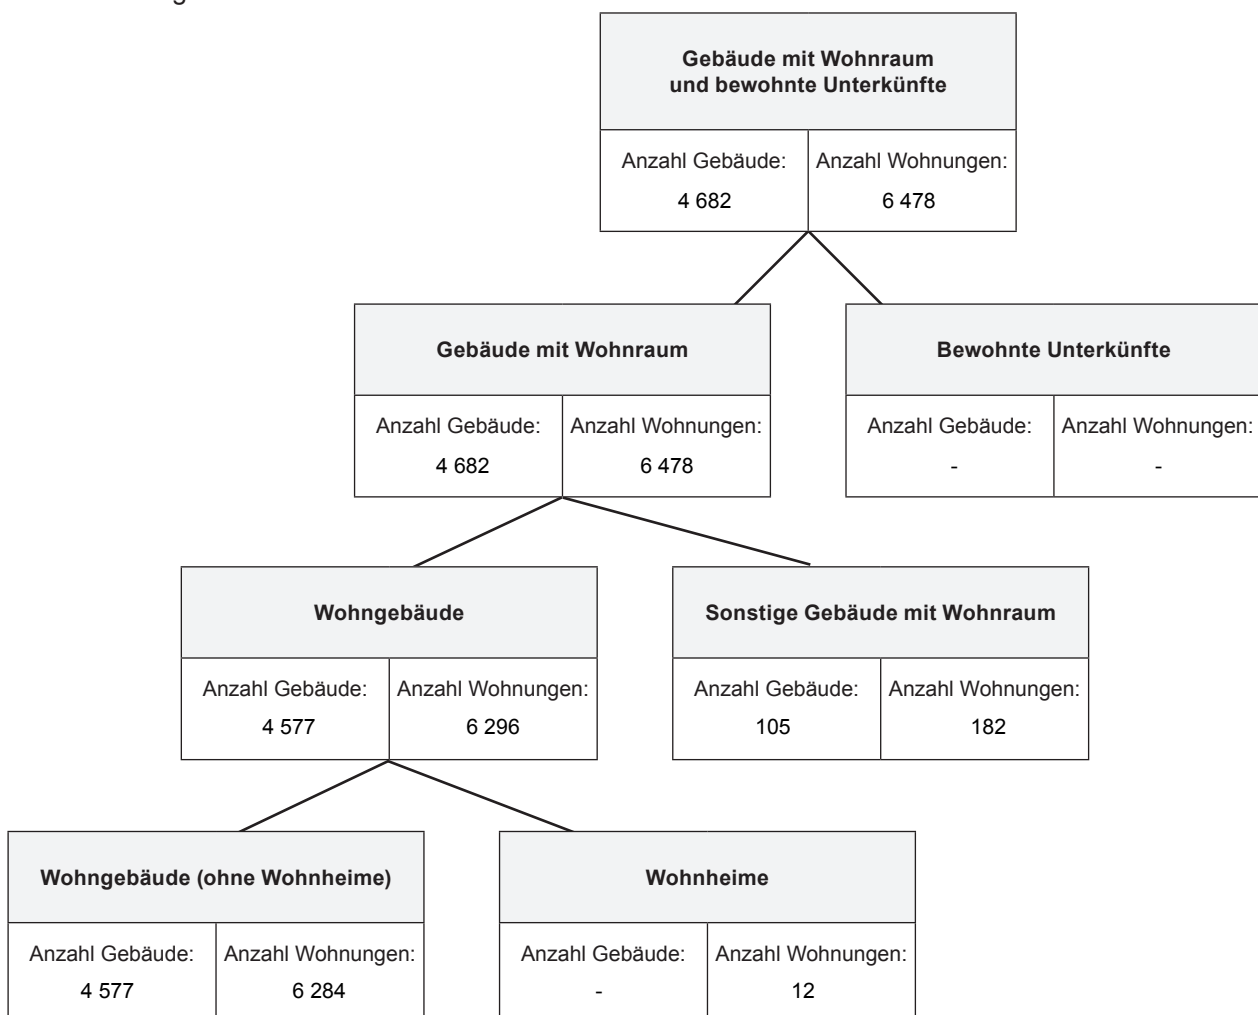 Gebäude mit Wohnraum
und bewohnte Unterkünfte
Anzahl Gebäude: Anzahl Wohnungen:
4 682 6 478
Gebäude mit Wohnraum
Anzahl Gebäude: Anzahl Wohnungen:
4 682 6 478
Bewohnte Unterkünfte
Anzahl Gebäude: Anzahl Wohnungen:
- -
Wohngebäude
Anzahl Gebäude: Anzahl Wohnungen:
4 577 6 296
Sonstige Gebäude mit Wohnraum
Anzahl Gebäude: Anzahl Wohnungen:
105 182
Wohngebäude (ohne Wohnheime)
Anzahl Gebäude: Anzahl Wohnungen:
4 577 6 284
Wohnheime
Anzahl Gebäude: Anzahl Wohnungen:
- 12